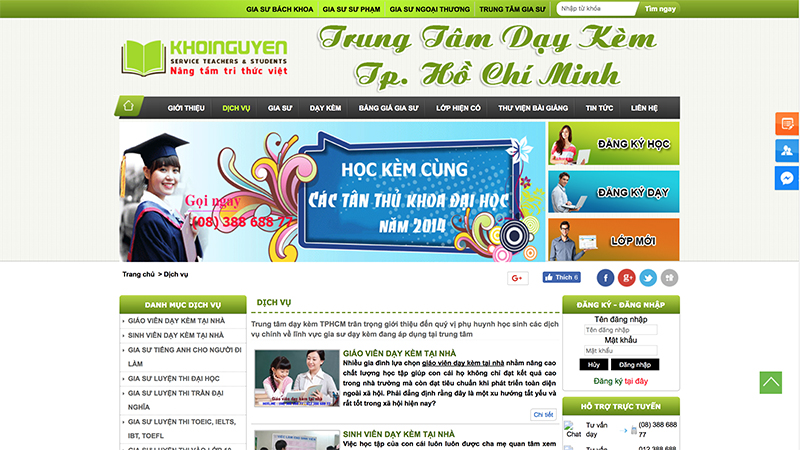 GIA SƯ BÁCH KHOA GIA SƯ SƯ PHẠM GIA SƯ NGOẠI THƯƠNG TRUNG TÂM GIA SƯ Nhập từ khóa Tìm ngay
KHOINGUYEN
SERVICE TEACHERS & STUDENTS
Nâng tầm tri thức việt
Trung Tâm Dạy Kèm
Tp. Hồ Chí Minh
GIỚI THIỆU DỊCH VỤ GIA SƯ DẠY KÈM BẢNG GIÁ GIA SƯ LỚP HIỆN CÓ THƯ VIỆN BÀI GIẢNG TIN TỨC LIÊN HỆ
HỌC KÈM CÙNG
CÁC TÂN THỦ KHOA ĐẠI HỌC
NĂM 2014
Gọi ngay
(08) 388 688 77
ĐĂNG KÝ HỌC
ĐĂNG KÝ DẠY
LỚP MỚI
Trang chủ > Dịch vụ
G+ Thích 6
DANH MỤC DỊCH VỤ
GIÁO VIÊN DẠY KÈM TẠI NHÀ
SINH VIÊN DẠY KÈM TẠI NHÀ
GIA SƯ TIẾNG ANH CHO NGƯỜI ĐI
LÀM
GIA SƯ LUYỆN THI ĐẠI HỌC
GIA SƯ LUYỆN THI TRẦN ĐẠI
NGHĨA
GIA SƯ LUYỆN THI TOEIC, IELTS,
IBT, TOEFL
GIA SƯ LUYỆN THI VÀO LỚP 10
DỊCH VỤ
Trung tâm dạy kèm TPHCM trân trọng giới thiệu đến quý vị phụ huynh học sinh các dịch
vụ chính về lĩnh vực gia sư dạy kèm đang áp dụng tại trung tâm
GIÁO VIÊN DẠY KÈM TẠI NHÀ
Nhiều gia đình lựa chọn giáo viên dạy kèm tại nhà nhằm nâng cao
chất lượng học tập giúp con cái họ không chỉ đạt kết quả cao
trong nhà trường mà còn đạt tiêu chuẩn khi phát triển toàn diện
ngoài xã hội. Phải đẳng định rằng đây là một xu hướng tất yếu và
rất tốt trong xã hội hiện nay?
Chi tiết
SINH VIÊN DẠY KÈM TẠI NHÀ
Việc học tập của con cái luôn luôn được cha mẹ quan tâm xem
ĐĂNG KÝ - ĐĂNG NHẬP
Tên đăng nhập
Tên đăng nhập
Mật khẩu
Mật khẩu
Hủy Đăng nhập
Đăng ký tại đây
HỖ TRỢ TRỰC TUYẾN
Chat Tư vấn
dạy
(08) 388 688
77
Tư vấn
012 388 688